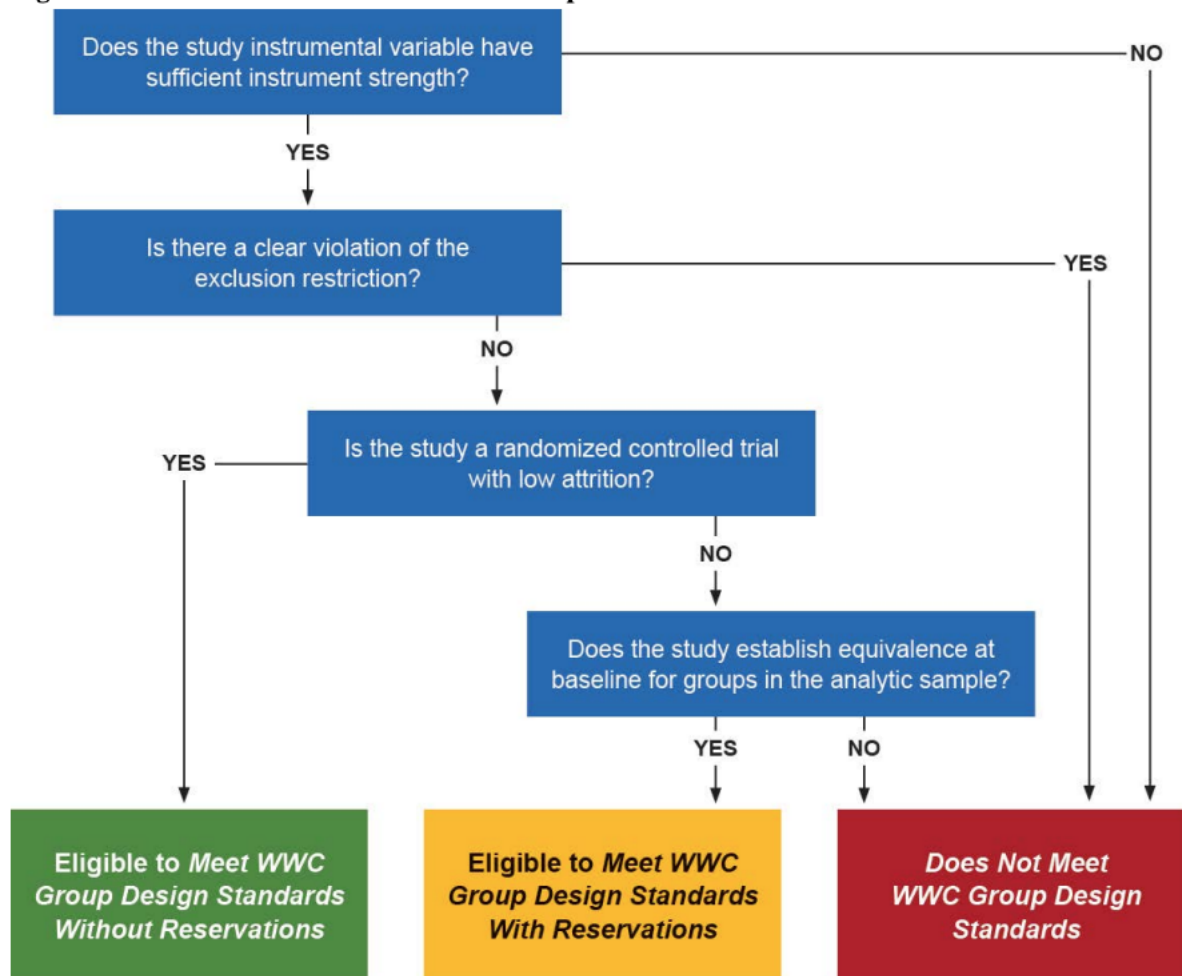 Does the study instrumental variable have
sufficient instrument strength?
NO
YES
Is there a clear violation of the
exclusion restriction?
YES
NO
Is the study a randomized controlled trial
with low attrition?
YES
NO
Does the study establish equivalence at
baseline for groups in the analytic sample?
YES
NO
Eligible to Meet WWC
Group Design Standards
Without Reservations
Eligible to Meet WWC
Group Design Standards
With Reservations
Does Not Meet
WWC Group Design
Standards